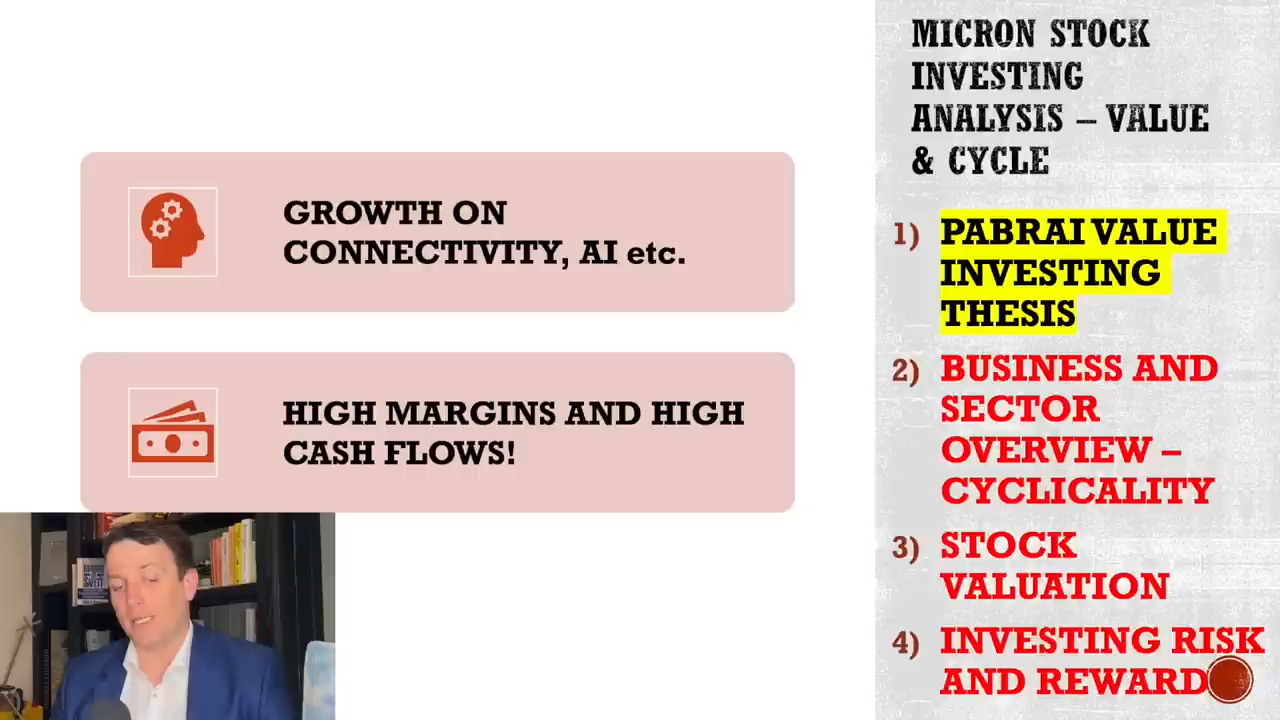 GROWTH ON
CONNECTIVITY, AI etc.
HIGH MARGINS AND HIGH
CASH FLOWS!
MICRON STOCK
INVESTING
ANALYSIS – VALUE
& CYCLE
1) PABRAI VALUE
INVESTING
THESIS
2) BUSINESS AND
SECTOR
OVERVIEW –
CYCLICALITY
3) STOCK
VALUATION
4) INVESTING RISK
AND REWARD